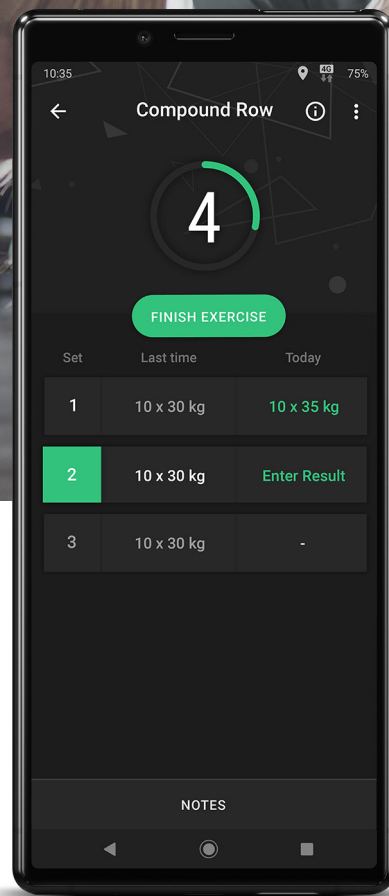 10:35 4G 75%
Compound Row
4
FINISH EXERCISE
Set Last time Today
1 10 x 30 kg 10 x 35 kg
2 10 x 30 kg Enter Result
3 10 x 30 kg -
NOTES